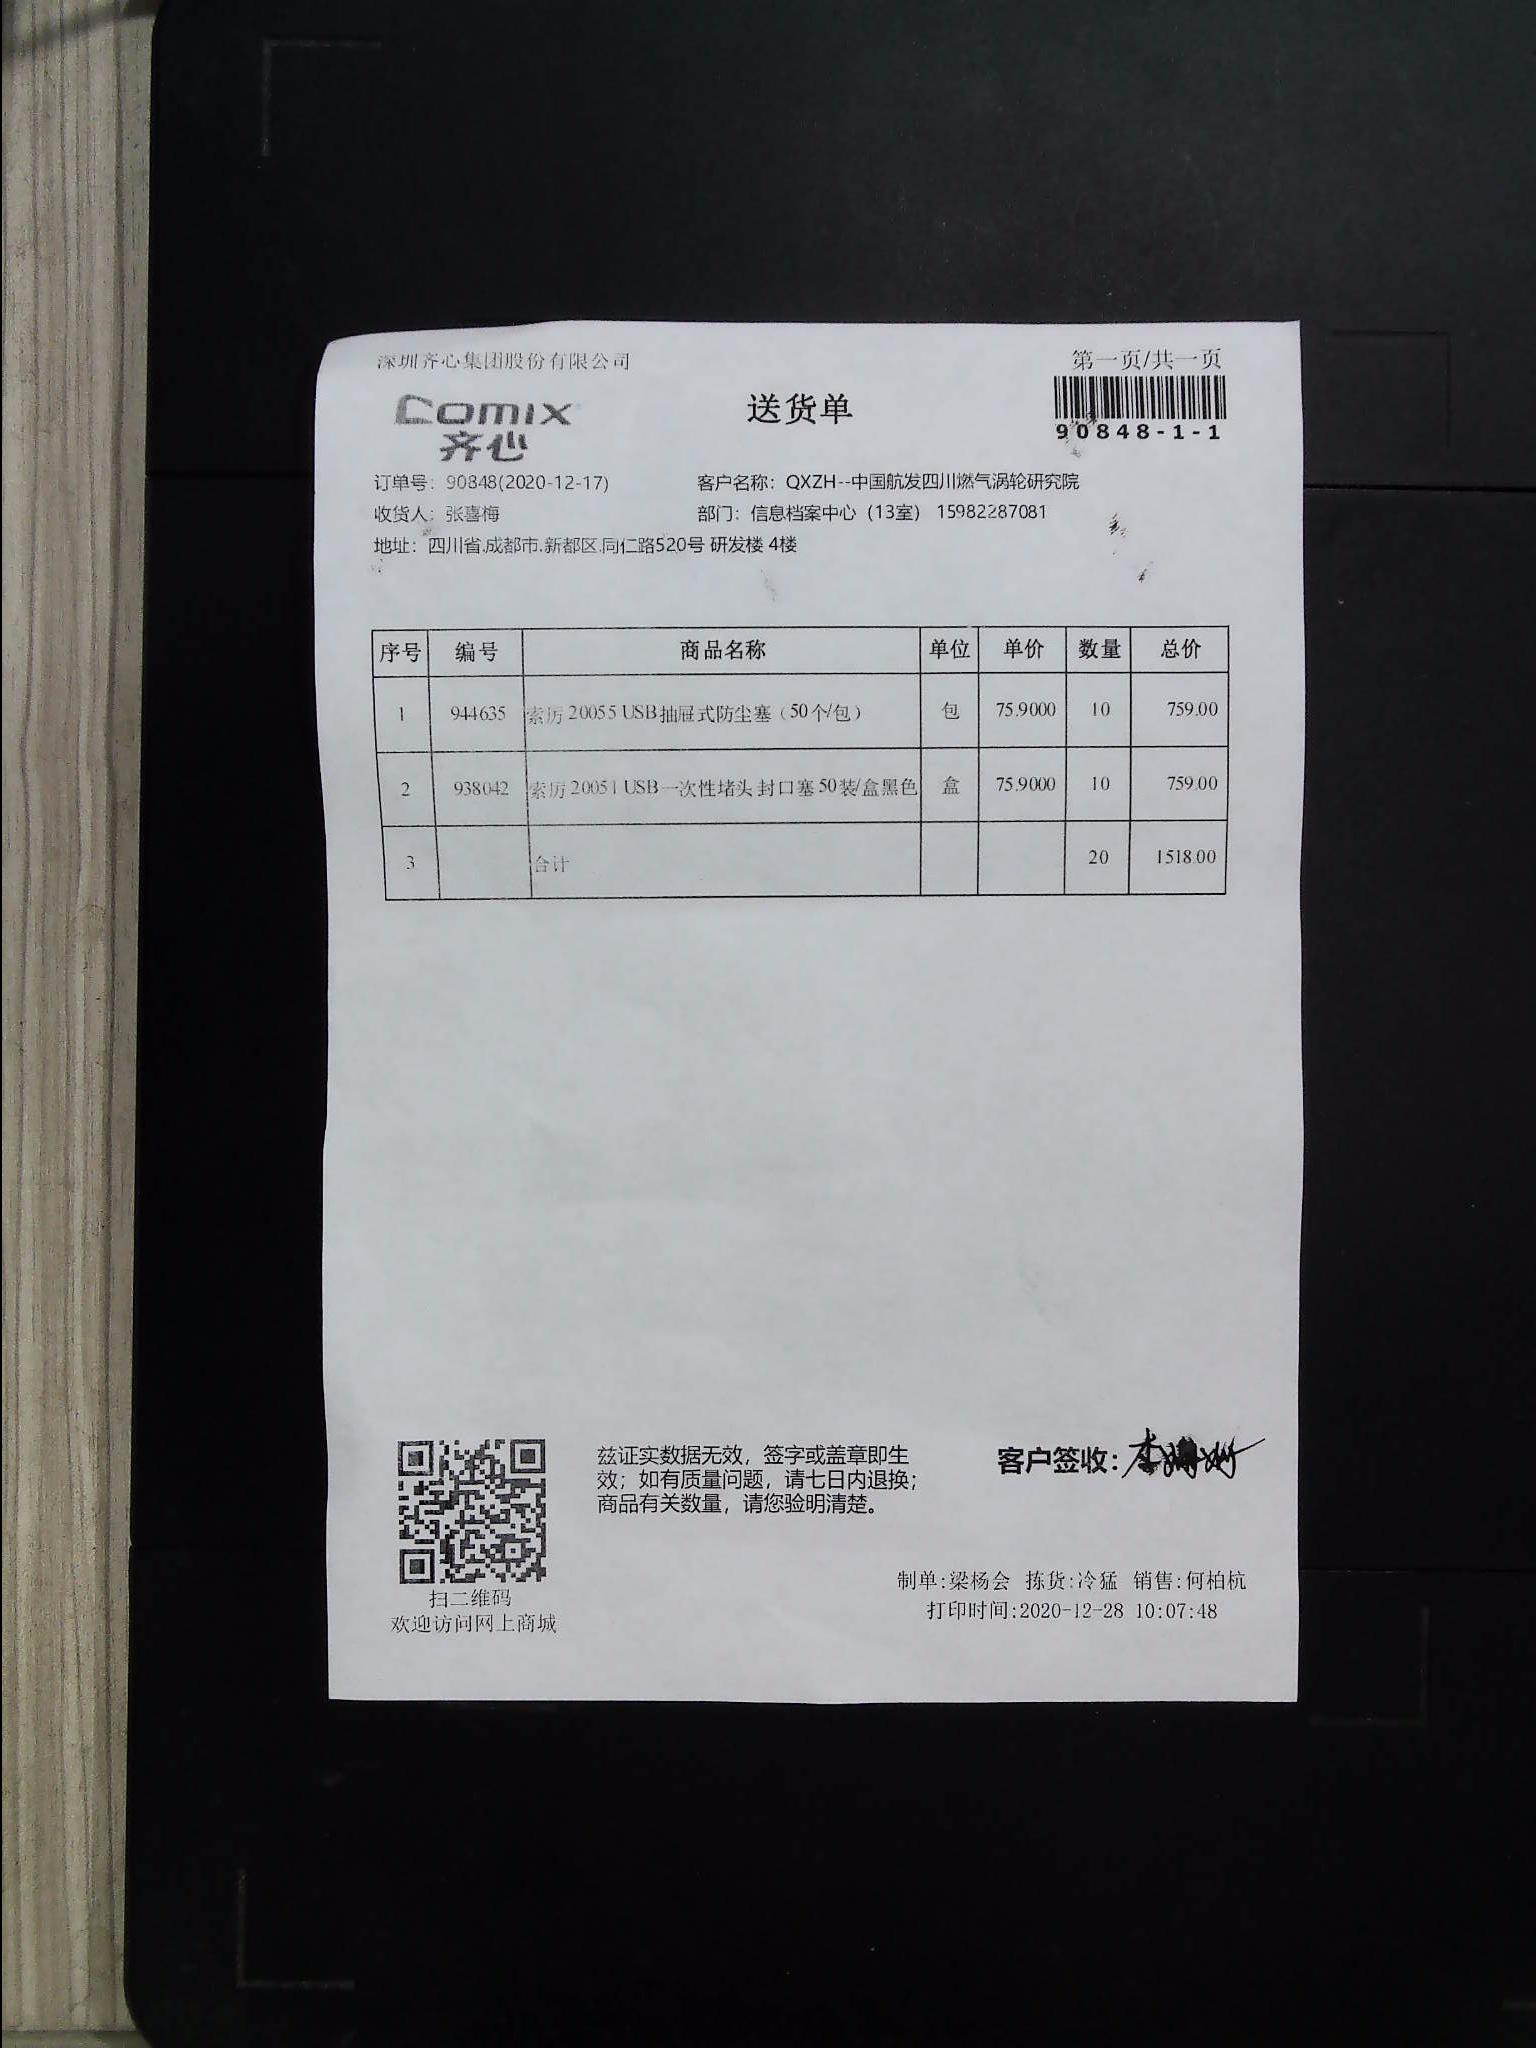 深圳齐心集团股份有限公司
第一页/共一页
comix
齐心
送货单
90848-1-1
订单号：90848(2020-12-17)
客户名称：QXZH--中国航发四川燃气涡轮研究院
收货人：张喜梅
部门：信息档案中心（13室） 15982287081
地址：四川省.成都市.新都区.同仁路520号 研发楼 4楼
序号 编号 商品名称 单位 单价 数量 总价
1 944635 索厉 20055 USB抽屉式防尘塞（50个/包） 包 75.9000 10 759.00
2 938042 索厉 20051 USB一次性堵头 封口塞 50装/盒黑色 盒 75.9000 10 759.00
3 合计 20 1518.00
兹证实数据无效，签字或盖章即生
效；如有质量问题，请七日内退换；
商品有关数量，请您验明清楚。
客户签收：
扫二维码
欢迎访问网上商城
制单:梁杨会 拣货:冷猛 销售:何柏杭
打印时间:2020-12-28 10:07:48